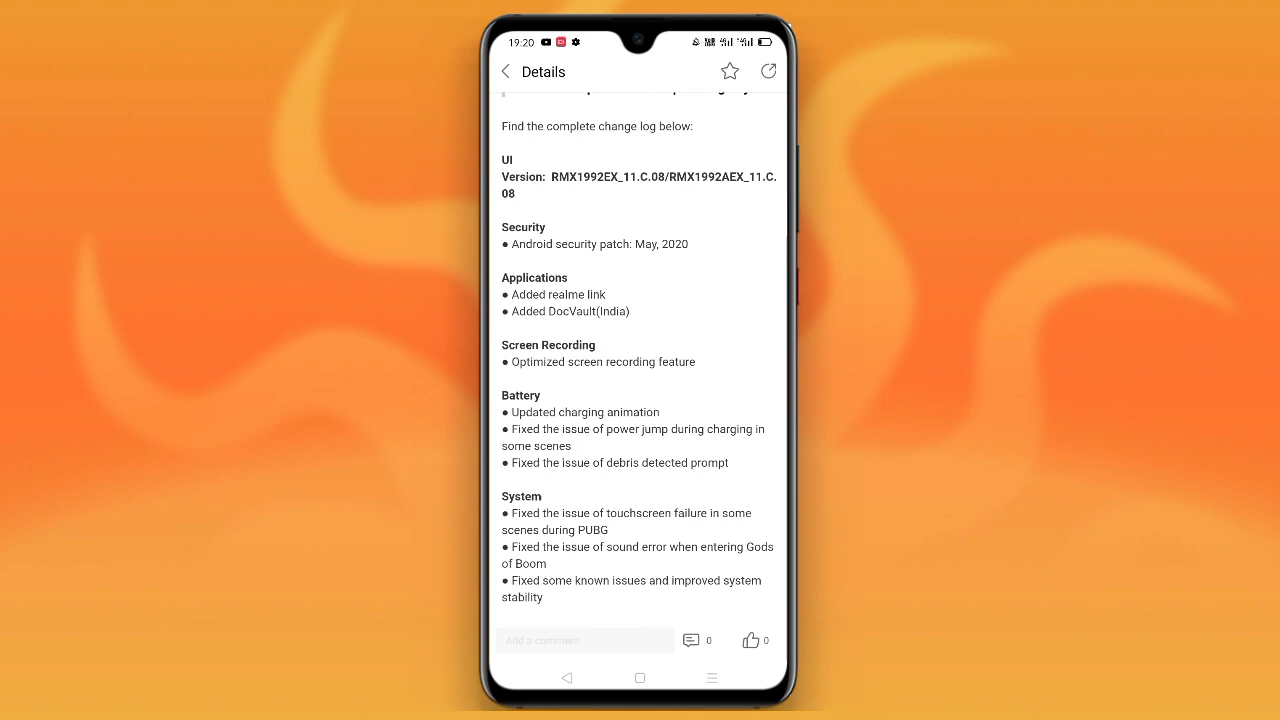 19:20
Details
Find the complete change log below:
UI
Version: RMX1992EX_11.C.08/RMX1992AEX_11.C.
08
Security
● Android security patch: May, 2020
Applications
● Added realme link
● Added DocVault(India)
Screen Recording
● Optimized screen recording feature
Battery
● Updated charging animation
● Fixed the issue of power jump during charging in
some scenes
● Fixed the issue of debris detected prompt
System
● Fixed the issue of touchscreen failure in some
scenes during PUBG
● Fixed the issue of sound error when entering Gods
of Boom
● Fixed some known issues and improved system
stability
Add a comment
0
0